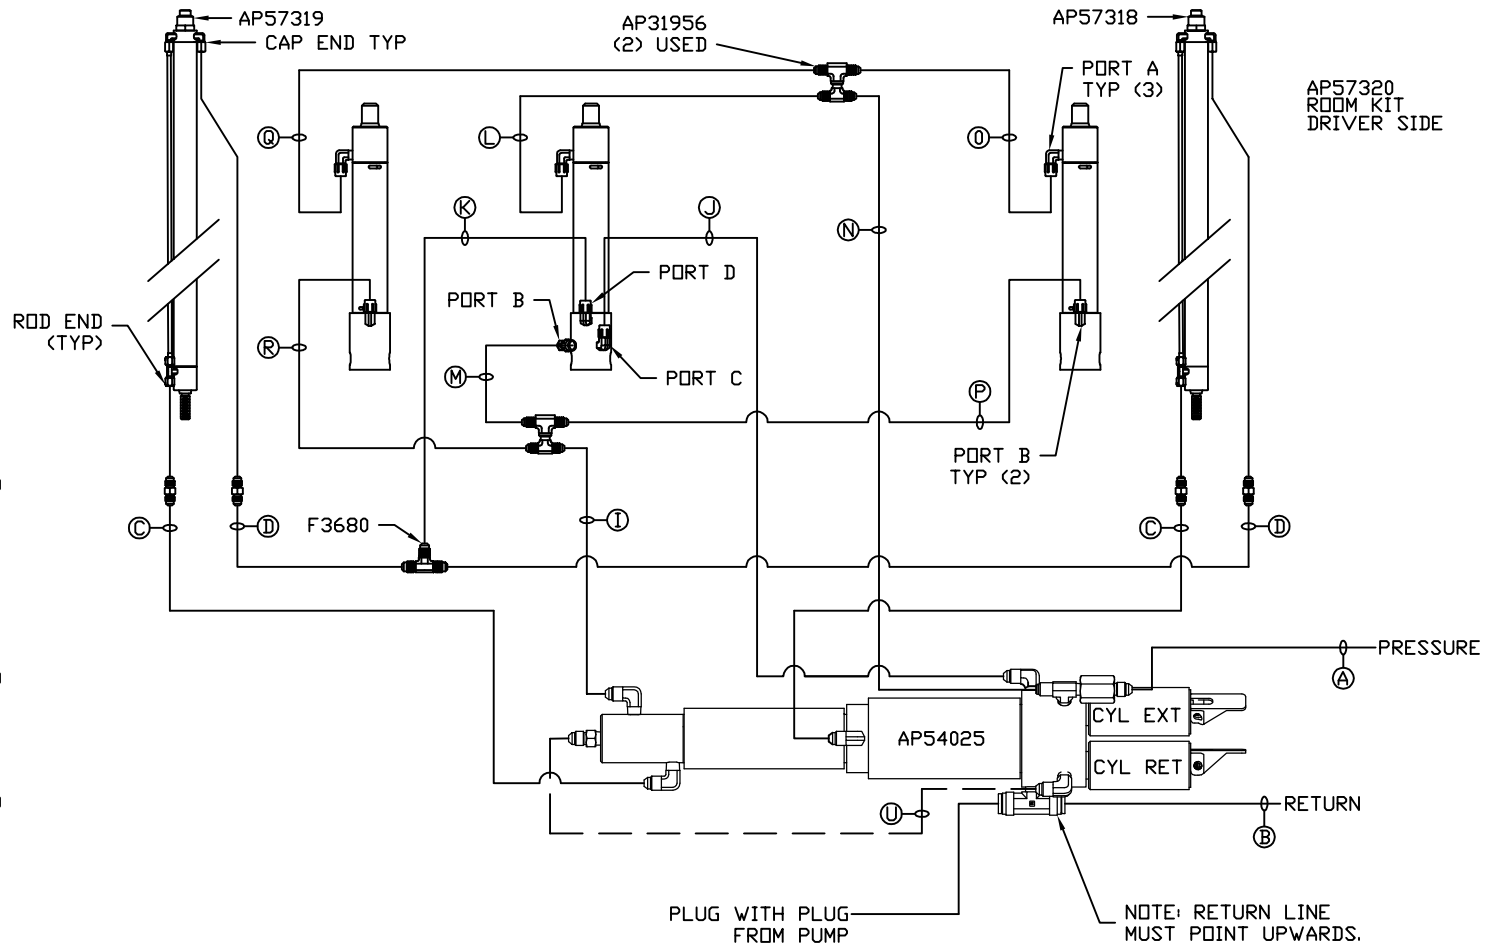 AP57319
CAP END TYP
AP31956
(2) USED
AP57318
PORT A
TYP (3)
AP57320
ROOM KIT
DRIVER SIDE
Q
L
O
K
J
N
PORT D
PORT B
ROD END
(TYP)
R
M
PORT C
P
PORT B
TYP (2)
C
D
F3680
I
C
D
PRESSURE
A
CYL EXT
AP54025
CYL RET
U
RETURN
B
PLUG WITH PLUG
FROM PUMP
NOTE: RETURN LINE
MUST POINT UPWARDS.